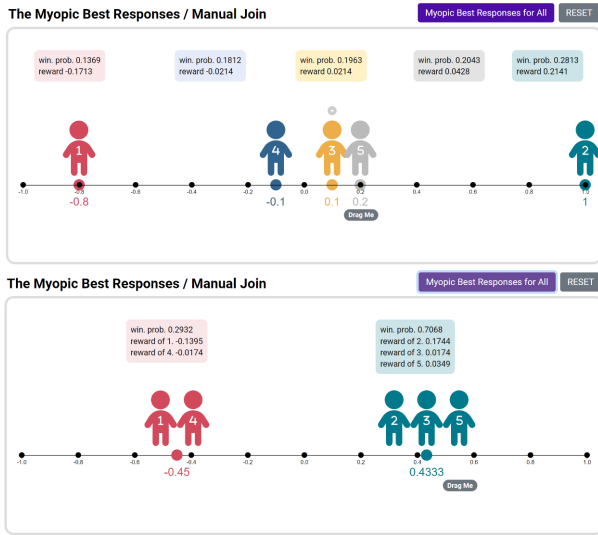 The Myopic Best Responses / Manual Join
Myopic Best Responses for All
RESET
win. prob. 0.1369
reward -0.1713
win. prob. 0.1812
reward -0.0214
win. prob. 0.1963
reward 0.0214
win. prob. 0.2043
reward 0.0428
win. prob. 0.2813
reward 0.2141
+
1 4 3 5 2
-1.0 -0.8 -0.6 -0.4 -0.2 0.0 0.2 0.4 0.6 0.8 1.0
-0.8 -0.1 0.1 0.2 1
Drag Me
The Myopic Best Responses / Manual Join
Myopic Best Responses for All
RESET
win. prob. 0.2932
reward of 1. -0.1395
reward of 4. -0.0174
win. prob. 0.7068
reward of 2. 0.1744
reward of 3. 0.0174
reward of 5. 0.0349
1 4 2 3 5
-1.0 -0.8 -0.6 -0.4 -0.2 0.0 0.2 0.4 0.6 0.8 1.0
-0.45 0.4333
Drag Me